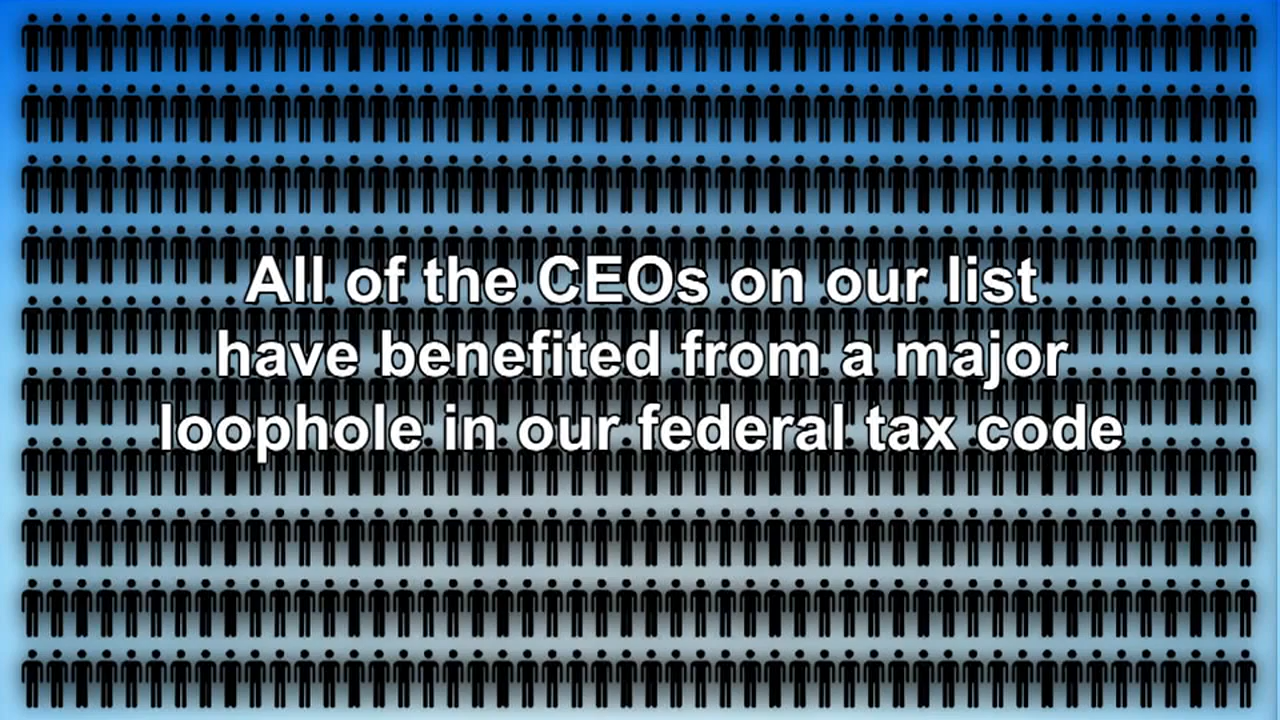 All of the CEOs on our list
have benefited from a major
loophole in our federal tax code